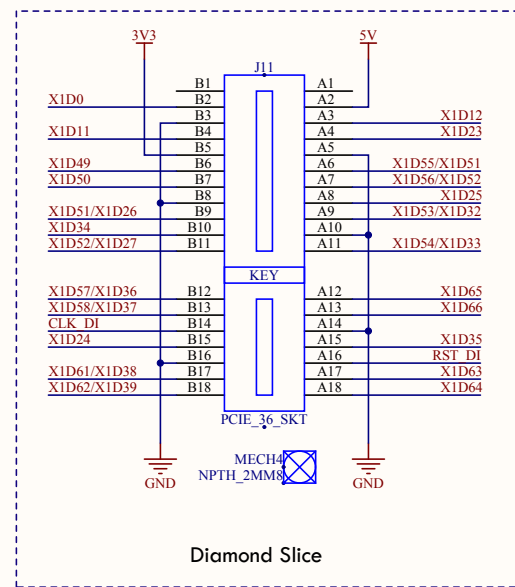 3V3 5V
J11
B1 A1
X1D0 B2 A2
B3 A3 X1D12
X1D11 B4 A4 X1D23
B5 A5
X1D49 B6 A6 X1D55/X1D51
X1D50 B7 A7 X1D56/X1D52
B8 A8 X1D25
X1D51/X1D26 B9 A9 X1D53/X1D32
X1D34 B10 A10
X1D52/X1D27 B11 A11 X1D54/X1D33
KEY
X1D57/X1D36 B12 A12 X1D65
X1D58/X1D37 B13 A13 X1D66
CLK_DI B14 A14
X1D24 B15 A15 X1D35
B16 A16 RST_DI
X1D61/X1D38 B17 A17 X1D63
X1D62/X1D39 B18 A18 X1D64
PCIE_36_SKT
MECH4
NPTH_2MM8
GND GND
Diamond Slice